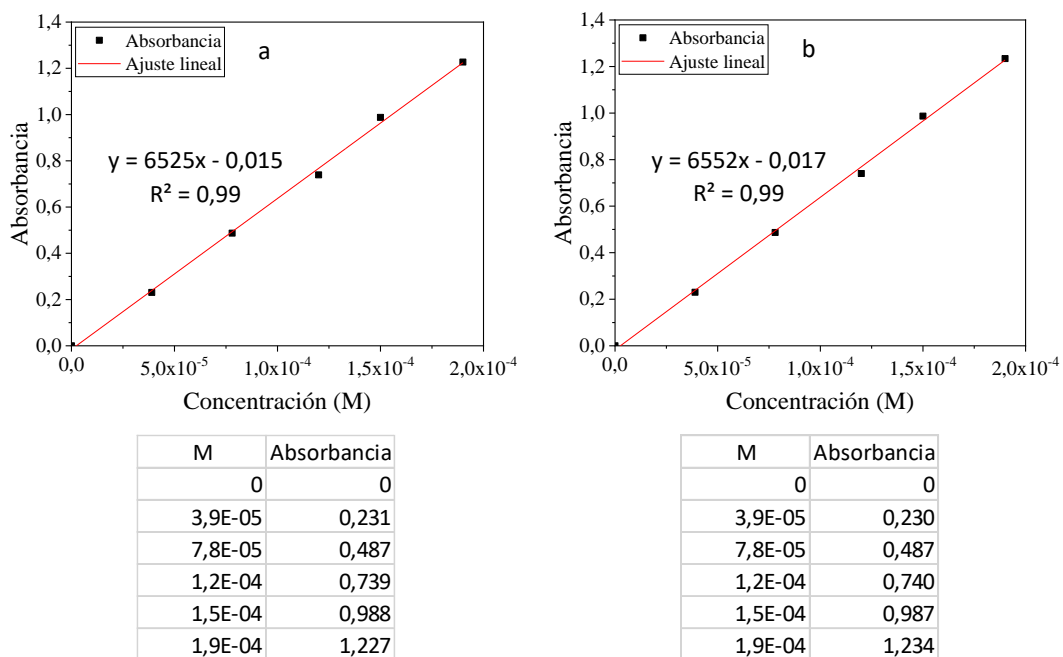 1,4
1,2
1,0
0,8
0,6
0,4
0,2
0,0
Absorbancia
Absorbancia
Ajuste lineal
a
y = 6525x - 0,015
R² = 0,99
0,0 5,0x10⁻⁵ 1,0x10⁻⁴ 1,5x10⁻⁴ 2,0x10⁻⁴
Concentración (M)
M Absorbancia
0 0
3,9E-05 0,231
7,8E-05 0,487
1,2E-04 0,739
1,5E-04 0,988
1,9E-04 1,227
1,4
1,2
1,0
0,8
0,6
0,4
0,2
0,0
Absorbancia
Absorbancia
Ajuste lineal
b
y = 6552x - 0,017
R² = 0,99
0,0 5,0x10⁻⁵ 1,0x10⁻⁴ 1,5x10⁻⁴ 2,0x10⁻⁴
Concentración (M)
M Absorbancia
0 0
3,9E-05 0,230
7,8E-05 0,487
1,2E-04 0,740
1,5E-04 0,987
1,9E-04 1,234